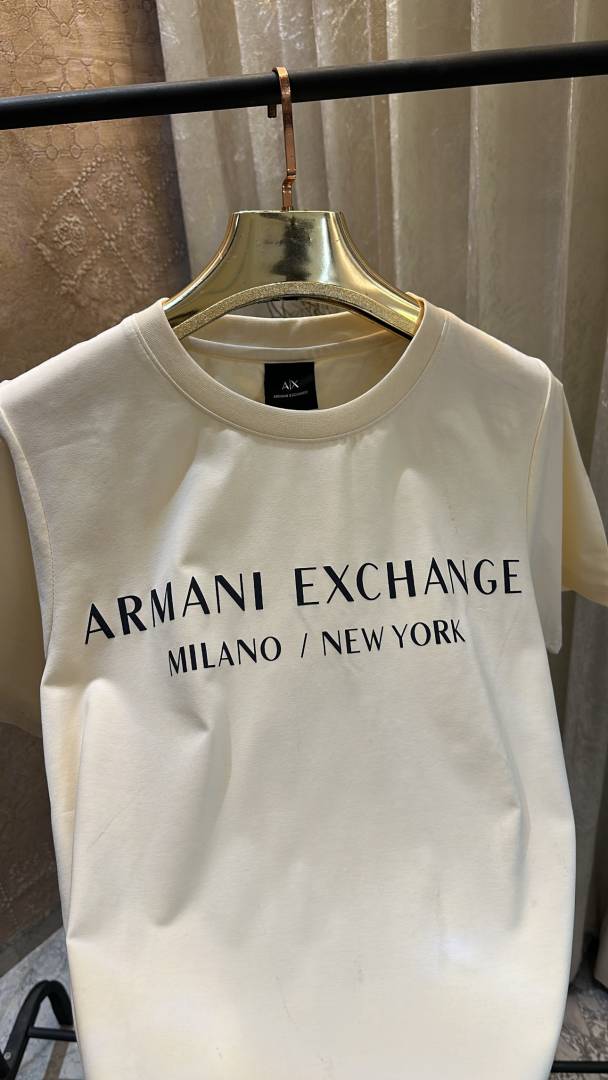 A|X
ARMANI EXCHANGE
ARMANI EXCHANGE
MILANO / NEW YORK